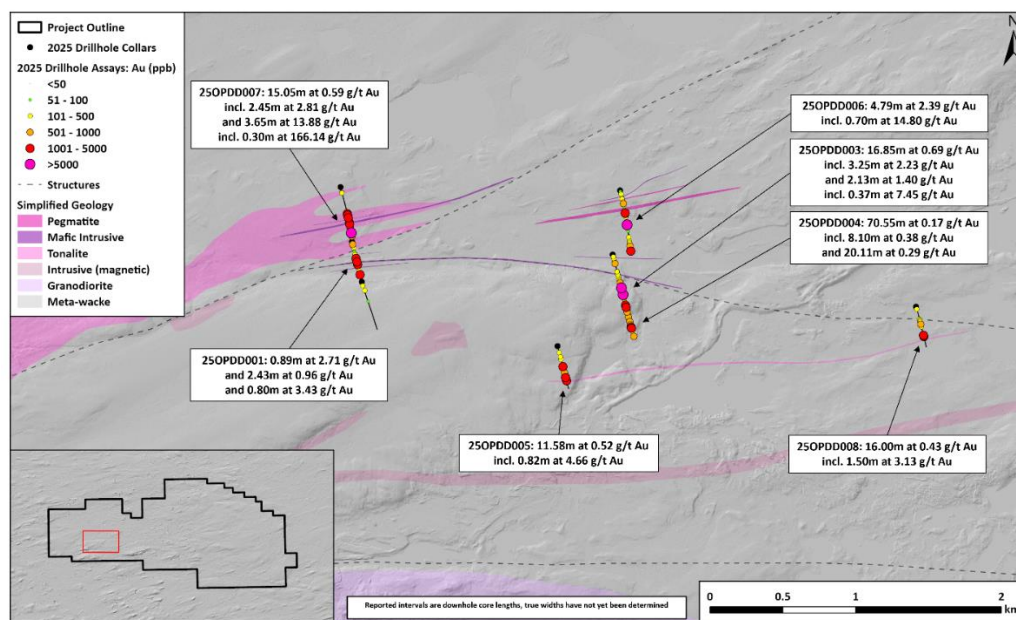 Project Outline
2025 Drillhole Collars
2025 Drillhole Assays: Au (ppb)
<50
51 - 100
101 - 500
501 - 1000
1001 - 5000
>5000
Structures
Simplified Geology
Pegmatite
Mafic Intrusive
Tonalite
Intrusive (magnetic)
Granodiorite
Meta-wacke
25OPDD007: 15.05m at 0.59 g/t Au
incl. 2.45m at 2.81 g/t Au
and 3.65m at 13.88 g/t Au
incl. 0.30m at 166.14 g/t Au
N
25OPDD006: 4.79m at 2.39 g/t Au
incl. 0.70m at 14.80 g/t Au
25OPDD003: 16.85m at 0.69 g/t Au
incl. 3.25m at 2.23 g/t Au
and 2.13m at 1.40 g/t Au
incl. 0.37m at 7.45 g/t Au
25OPDD004: 70.55m at 0.17 g/t Au
incl. 8.10m at 0.38 g/t Au
and 20.11m at 0.29 g/t Au
25OPDD001: 0.89m at 2.71 g/t Au
and 2.43m at 0.96 g/t Au
and 0.80m at 3.43 g/t Au
25OPDD005: 11.58m at 0.52 g/t Au
incl. 0.82m at 4.66 g/t Au
25OPDD008: 16.00m at 0.43 g/t Au
incl. 1.50m at 3.13 g/t Au
Reported intervals are downhole core lengths, true widths have not yet been determined
0 0.5 1 2
km